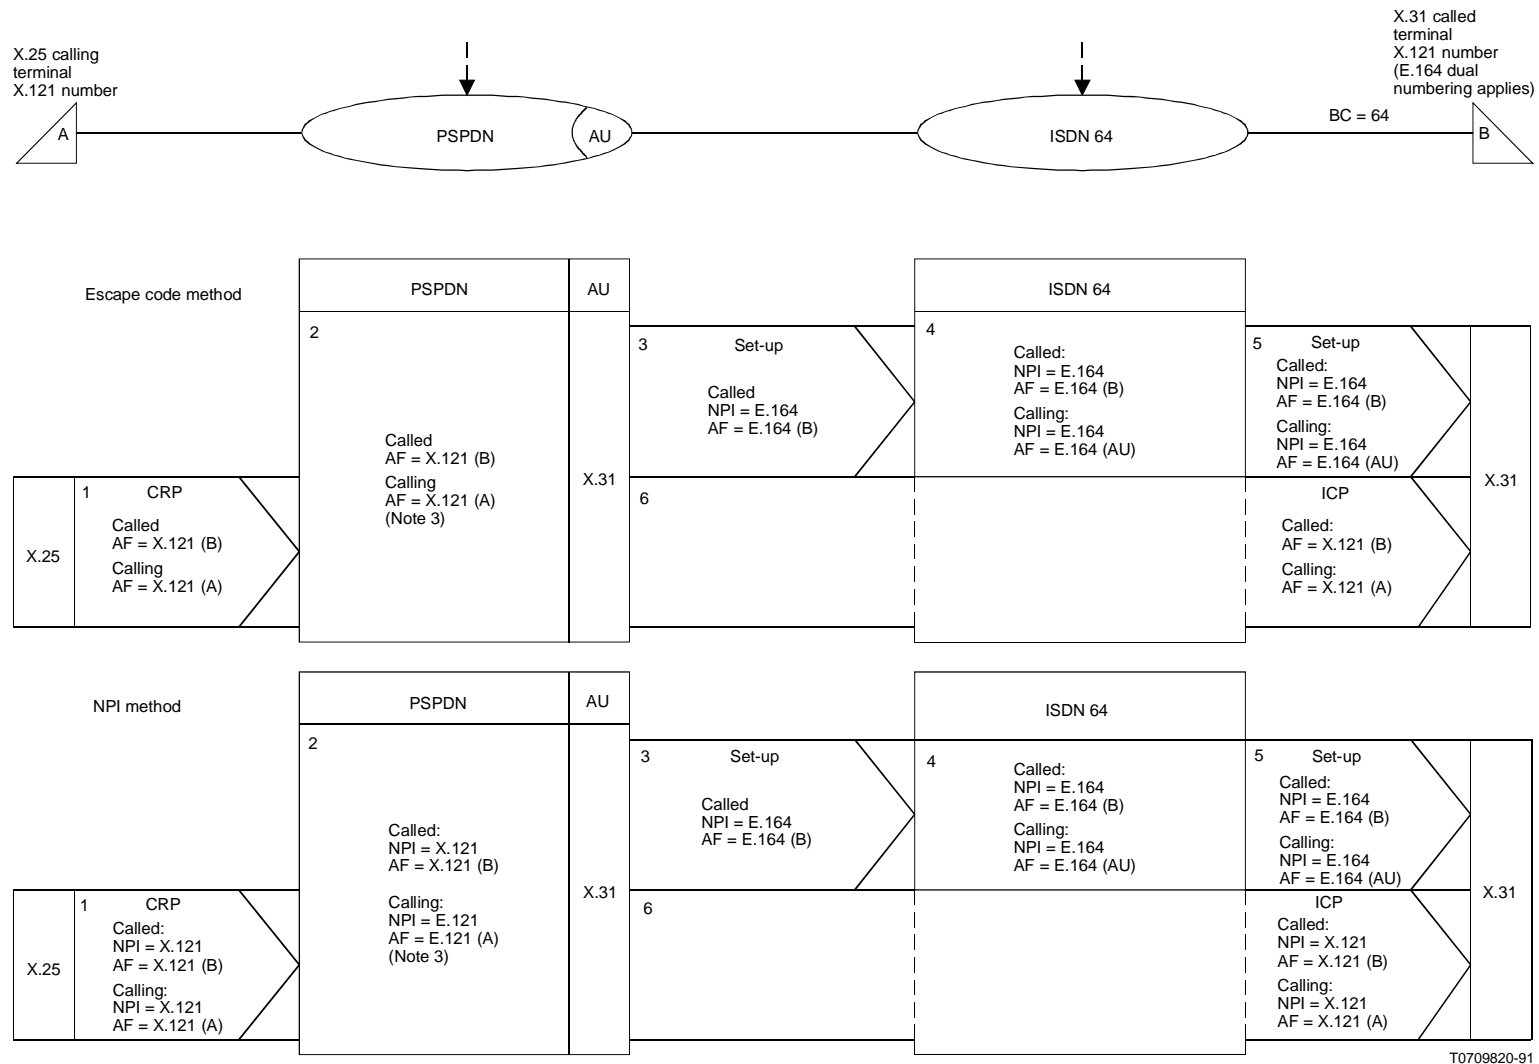 X.25 calling
terminal
X.121 number
X.31 called
terminal
X.121 number
(E.164 dual
numbering applies)
A
PSPDN
AU
ISDN 64
BC = 64
B
Escape code method
PSPDN
AU
ISDN 64
X.25
1
CRP
Called
AF = X.121 (B)
Calling
AF = X.121 (A)
2
Called
AF = X.121 (B)
Calling
AF = X.121 (A)
(Note 3)
X.31
3
Set-up
Called
NPI = E.164
AF = E.164 (B)
4
Called:
NPI = E.164
AF = E.164 (B)
Calling:
NPI = E.164
AF = E.164 (AU)
5
Set-up
Called:
NPI = E.164
AF = E.164 (B)
Calling:
NPI = E.164
AF = E.164 (AU)
6
ICP
Called:
AF = X.121 (B)
Calling:
AF = X.121 (A)
X.31
NPI method
PSPDN
AU
ISDN 64
X.25
1
CRP
Called:
NPI = X.121
AF = X.121 (B)
Calling:
NPI = X.121
AF = X.121 (A)
2
Called:
NPI = X.121
AF = X.121 (B)
Calling:
NPI = E.121
AF = E.121 (A)
(Note 3)
X.31
3
Set-up
Called
NPI = E.164
AF = E.164 (B)
4
Called:
NPI = E.164
AF = E.164 (B)
Calling:
NPI = E.164
AF = E.164 (AU)
5
Set-up
Called:
NPI = E.164
AF = E.164 (B)
Calling:
NPI = E.164
AF = E.164 (AU)
6
ICP
Called:
NPI = X.121
AF = X.121 (B)
Calling:
NPI = X.121
AF = X.121 (A)
X.31
T0709820-91